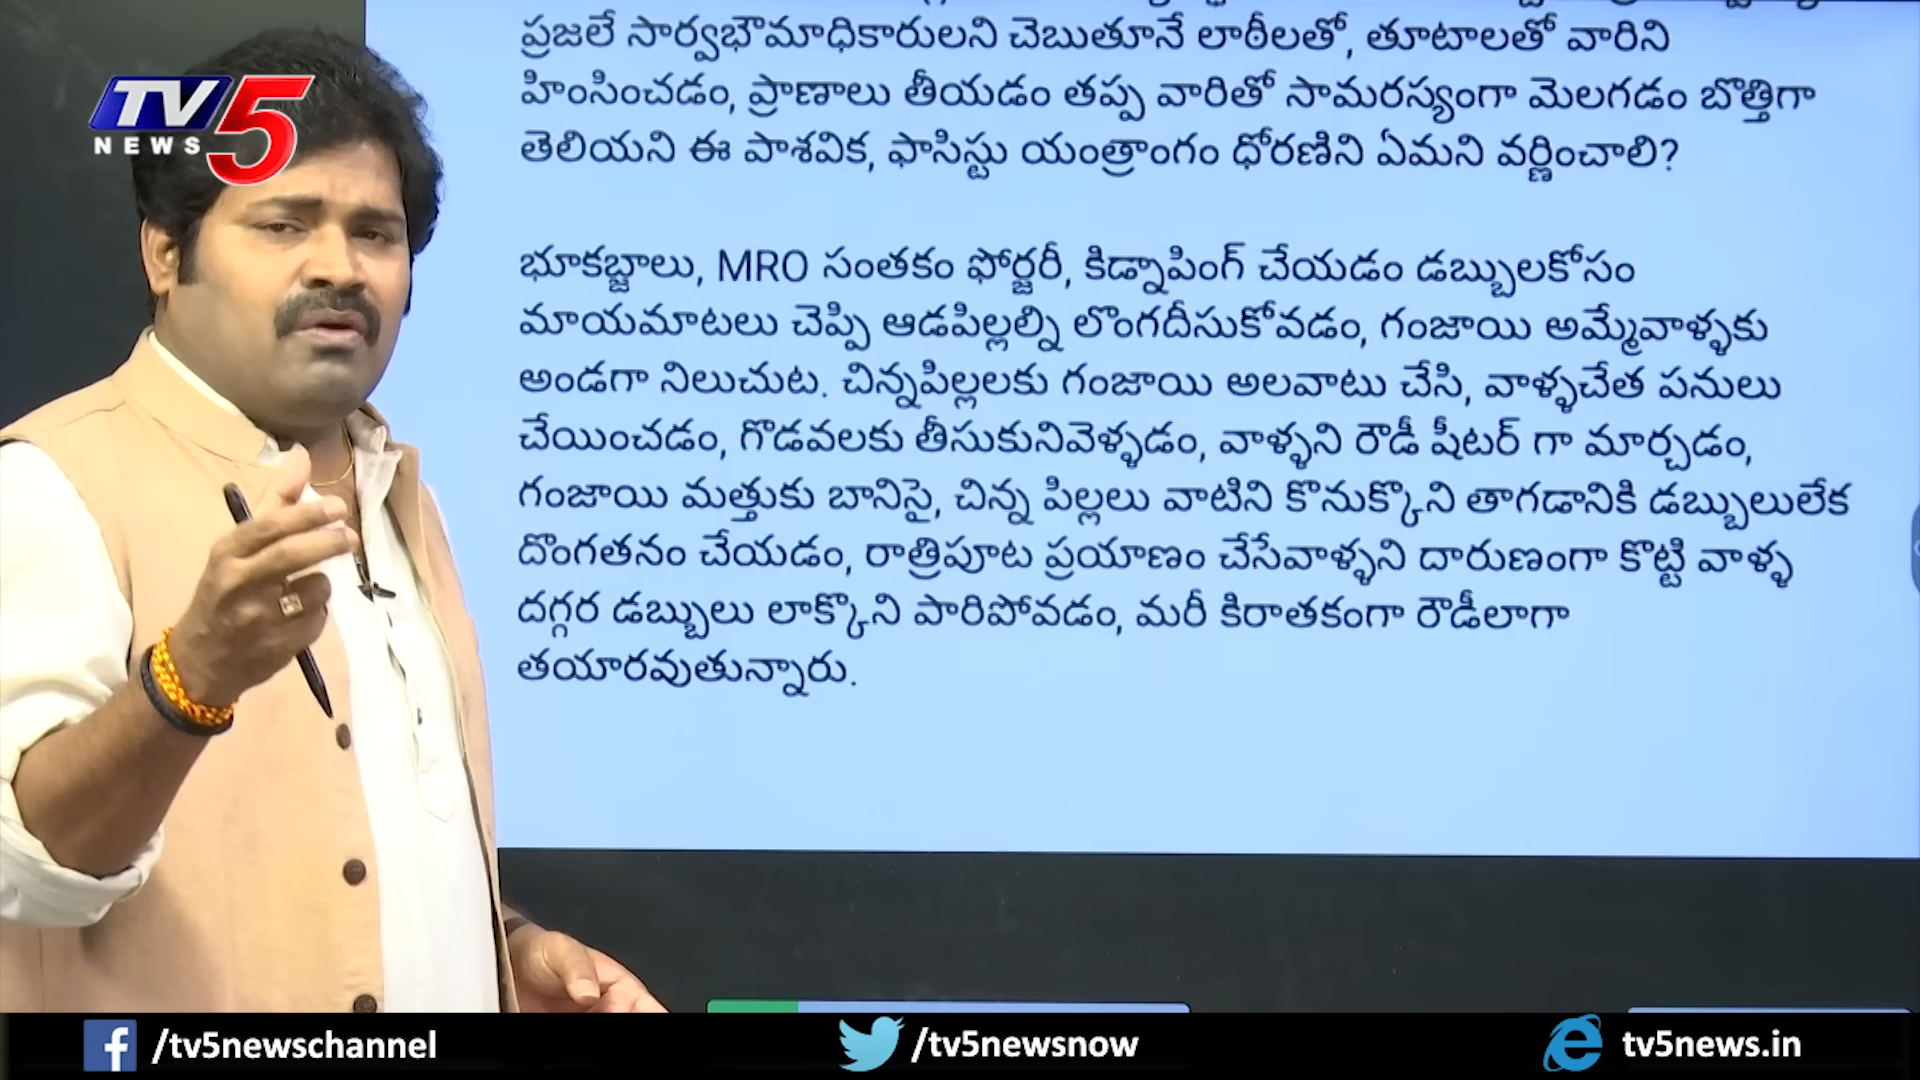 ప్రజలే సార్వభౌమాధికారులని చెబుతూనే లాఠీలతో, తూటాలతో వారిని
హింసించడం, ప్రాణాలు తీయడం తప్ప వారితో సామరస్యంగా మెలగడం బొత్తిగా
తెలియని ఈ పాశవిక, ఫాసిస్టు యంత్రాంగం ధోరణిని ఏమని వర్ణించాలి?
భూకబ్జాలు, MRO సంతకం ఫోర్జరీ, కిడ్నాపింగ్ చేయడం డబ్బులకోసం
మాయమాటలు చెప్పి ఆడపిల్లల్ని లొంగదీసుకోవడం, గంజాయి అమ్మేవాళ్ళకు
అండగా నిలుచుట. చిన్నపిల్లలకు గంజాయి అలవాటు చేసి, వాళ్ళచేత పనులు
చేయించడం, గొడవలకు తీసుకునివెళ్ళడం, వాళ్ళని రౌడీ షీటర్ గా మార్చడం,
గంజాయి మత్తుకు బానిసై, చిన్న పిల్లలు వాటిని కొనుక్కొని తాగడానికి డబ్బులులేక
దొంగతనం చేయడం, రాత్రిపూట ప్రయాణం చేసేవాళ్ళని దారుణంగా కొట్టి వాళ్ళ
దగ్గర డబ్బులు లాక్కొని పారిపోవడం, మరీ కిరాతకంగా రౌడీలాగా
తయారవుతున్నారు.
TV5
NEWS
/tv5newschannel
/tv5newsnow
tv5news.in